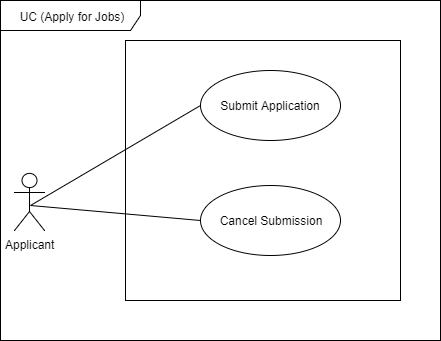 UC (Apply for Jobs)
Submit Application
Cancel Submission
Applicant